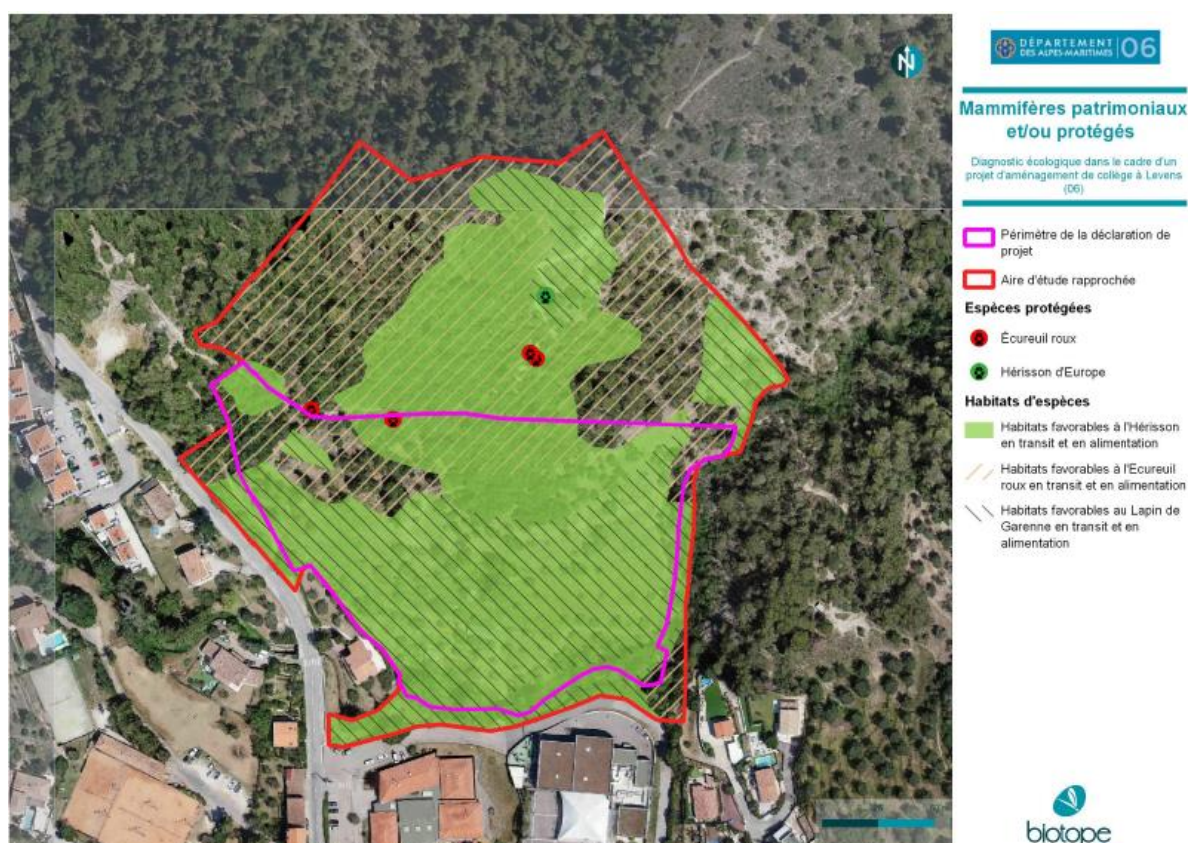 N
DÉPARTEMENT
DES ALPES-MARITIMES 06
Mammifères patrimoniaux
et/ou protégés
Diagnostic écologique dans le cadre d'un
projet d'aménagement de collège à Levens
(06)
Périmètre de la déclaration de
projet
Aire d'étude rapprochée
Espèces protégées
Écureuil roux
Hérisson d'Europe
Habitats d'espèces
Habitats favorables à l'Hérisson
en transit et en alimentation
Habitats favorables à l'Ecureuil
roux en transit et en alimentation
Habitats favorables au Lapin de
Garenne en transit et en
alimentation
biotope